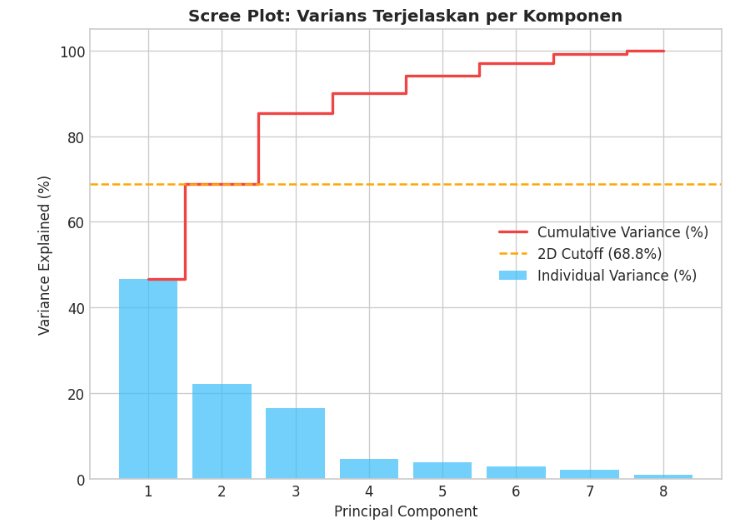 Scree Plot: Varians Terjelaskan per Komponen
Variance Explained (%)
100
80
60
40
20
0
Cumulative Variance (%)
2D Cutoff (68.8%)
Individual Variance (%)
1 2 3 4 5 6 7 8
Principal Component